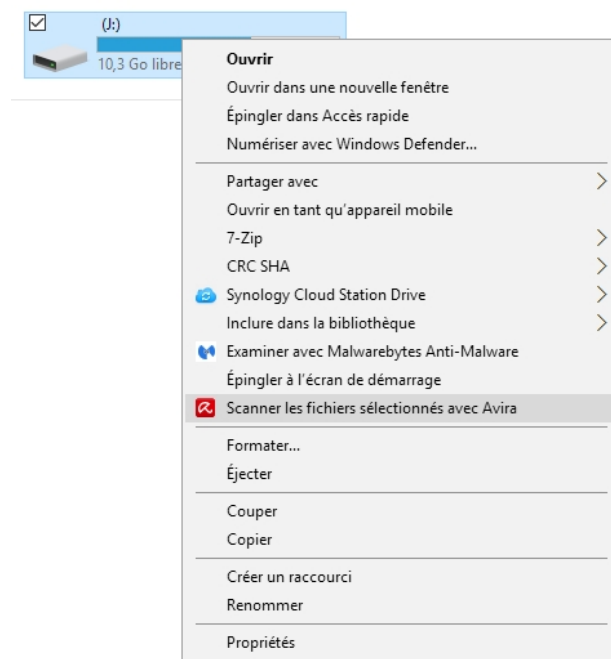 (J:)
10,3 Go libre
Ouvrir
Ouvrir dans une nouvelle fenêtre
Épingler dans Accès rapide
Numériser avec Windows Defender...
Partager avec
Ouvrir en tant qu'appareil mobile
7-Zip
CRC SHA
Synology Cloud Station Drive
Inclure dans la bibliothèque
Examiner avec Malwarebytes Anti-Malware
Épingler à l'écran de démarrage
Scanner les fichiers sélectionnés avec Avira
Formater...
Éjecter
Couper
Copier
Créer un raccourci
Renommer
Propriétés